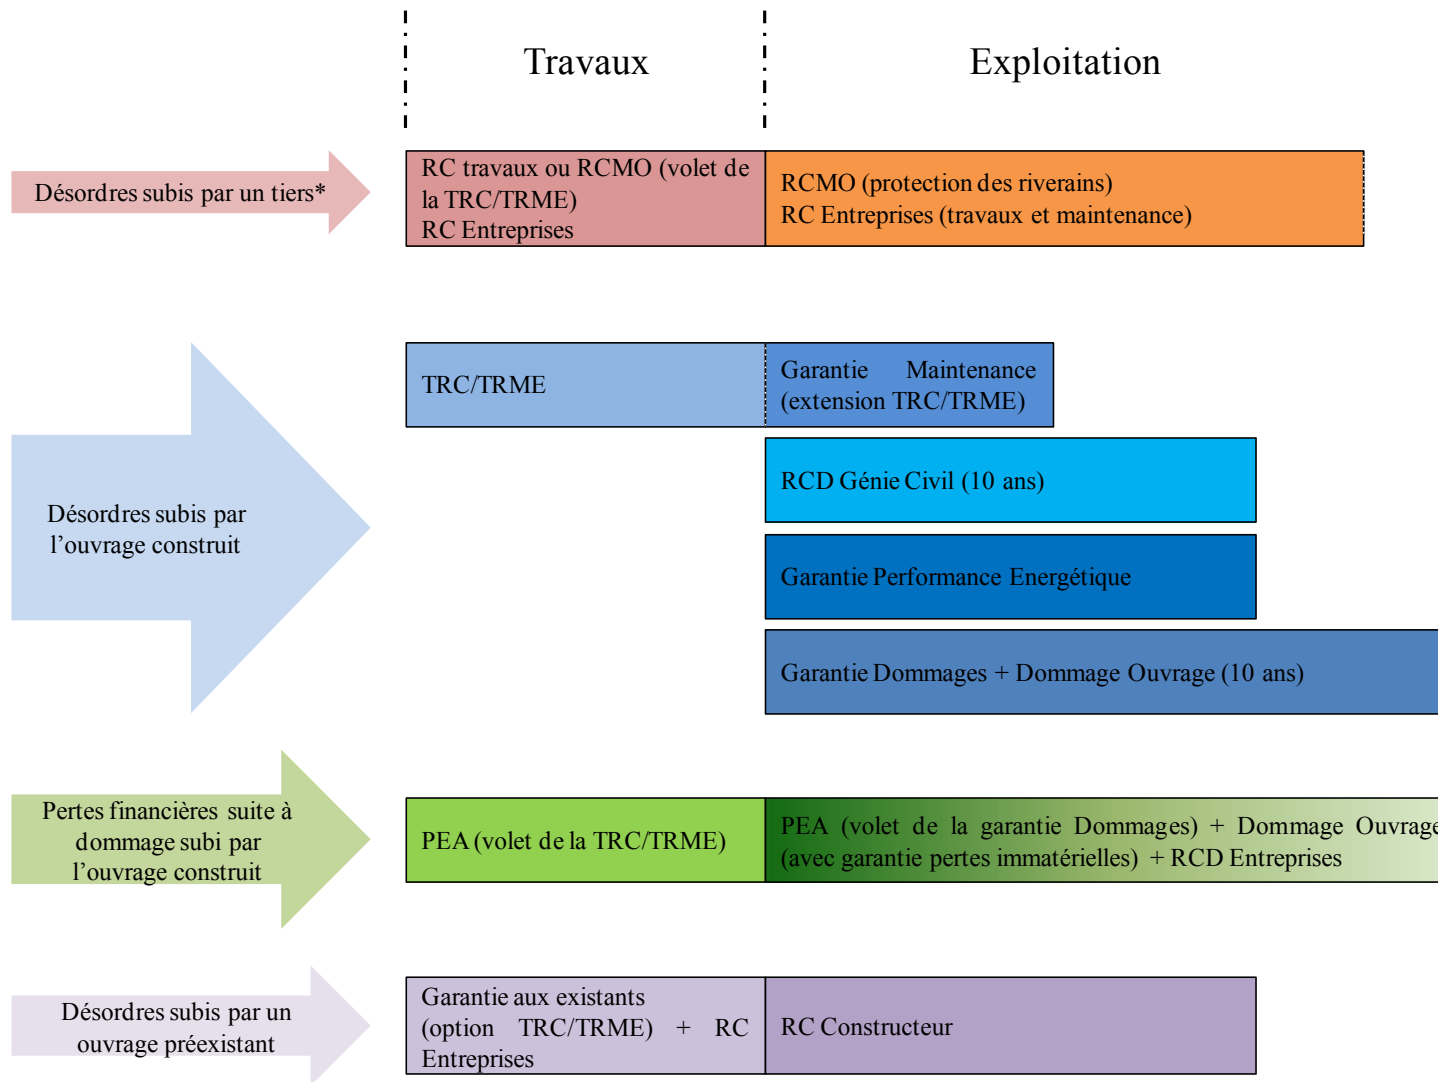 Travaux
Exploitation
Désordres subis par un tiers*
RC travaux ou RCMO (volet de
la TRC/TRME)
RC Entreprises
RCMO (protection des riverains)
RC Entreprises (travaux et maintenance)
Désordres subis par
l’ouvrage construit
TRC/TRME
Garantie Maintenance
(extension TRC/TRME)
RCD Génie Civil (10 ans)
Garantie Performance Energétique
Garantie Dommages + Dommage Ouvrage (10 ans)
Pertes financières suite à
dommage subi par
l’ouvrage construit
PEA (volet de la TRC/TRME)
PEA (volet de la garantie Dommages) + Dommage Ouvrage
(avec garantie pertes immatérielles) + RCD Entreprises
Désordres subis par un
ouvrage préexistant
Garantie aux existants
(option TRC/TRME) + RC
Entreprises
RC Constructeur